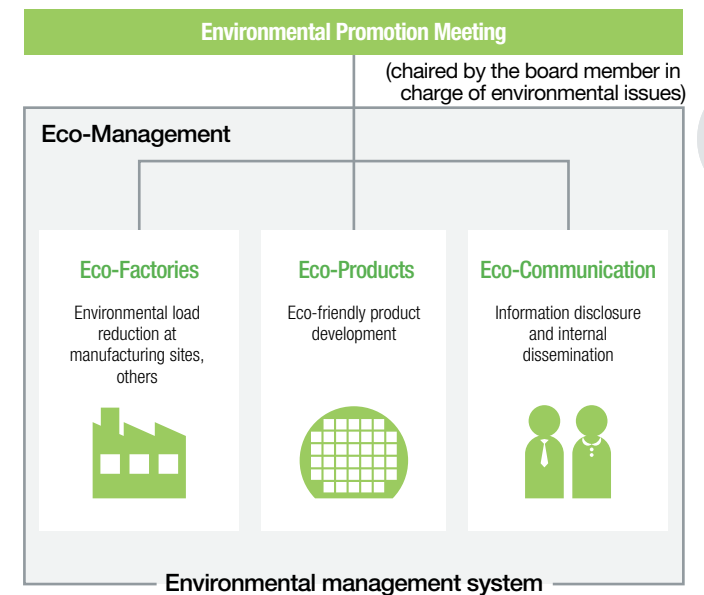 Environmental Promotion Meeting
(chaired by the board member in
charge of environmental issues)
Eco-Management
Eco-Factories
Environmental load
reduction at
manufacturing sites,
others
Eco-Products
Eco-friendly product
development
Eco-Communication
Information disclosure
and internal
dissemination
Environmental management system